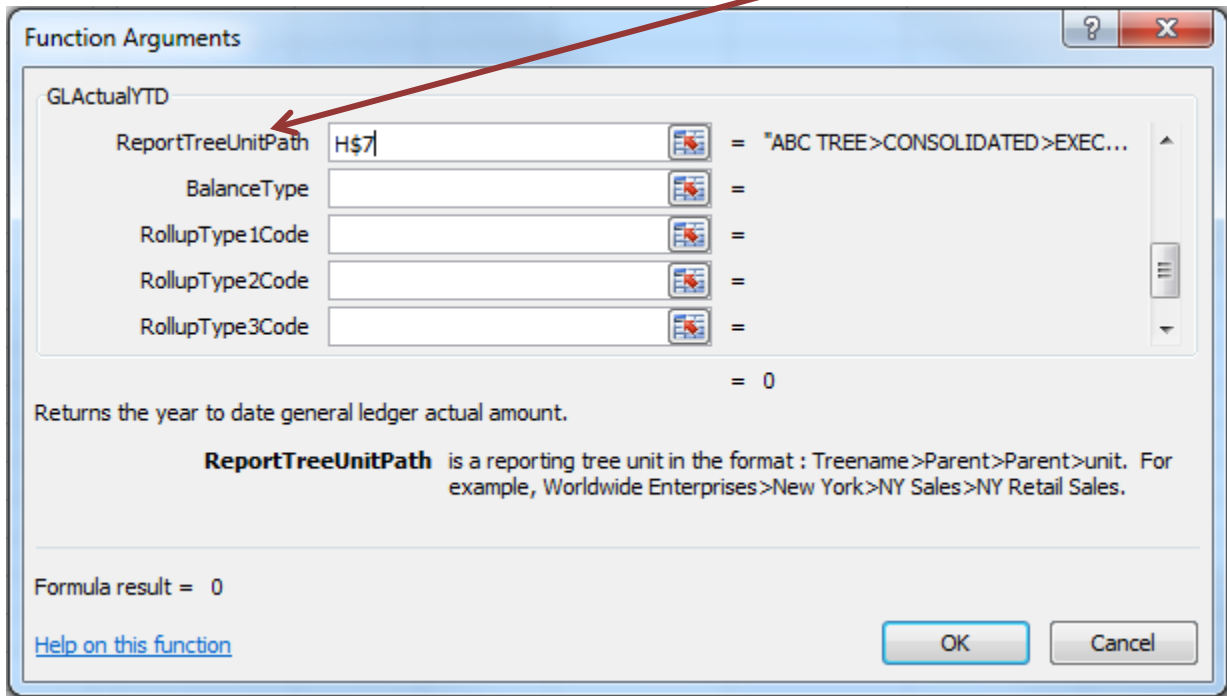 Function Arguments
GLActualYTD
ReportTreeUnitPath H$7 = "ABC TREE>CONSOLIDATED>EXEC...
BalanceType =
RollupType1Code =
RollupType2Code =
RollupType3Code =
= 0
Returns the year to date general ledger actual amount.
ReportTreeUnitPath is a reporting tree unit in the format : Treename>Parent>Parent>unit. For
example, Worldwide Enterprises>New York>NY Sales>NY Retail Sales.
Formula result = 0
Help on this function OK Cancel